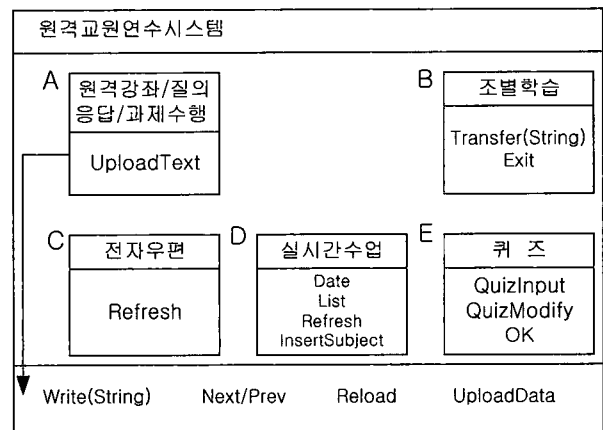 원격교원연수시스템
A
원격강좌/질의
응답/과제수행
UploadText
B
조별학습
Transfer(String)
Exit
C
전자우편
Refresh
D
실시간수업
Date
List
Refresh
InsertSubject
E
퀴 즈
QuizInput
QuizModify
OK
Write(String) Next/Prev Reload UploadData